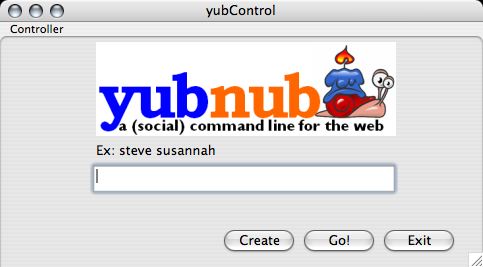 yubControl
Controller
yubnub
a (social) command line for the web
Ex: steve susannah
Create Go! Exit